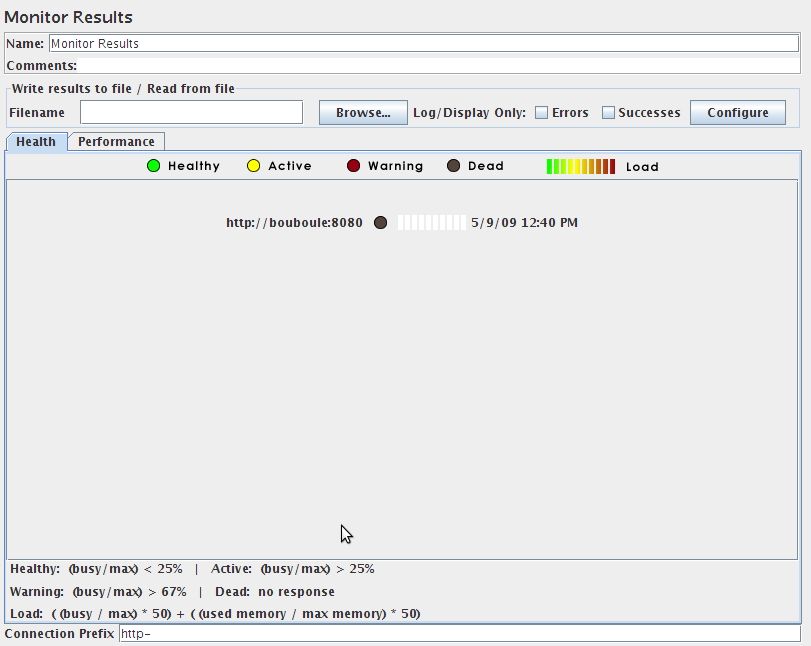 Monitor Results
Name: Monitor Results
Comments:
Write results to file / Read from file
Filename Browse... Log/Display Only: Errors Successes Configure
Health Performance
Healthy Active Warning Dead Load
http://bouboule:8080 5/9/09 12:40 PM
Healthy: (busy/max) < 25% | Active: (busy/max) > 25%
Warning: (busy/max) > 67% | Dead: no response
Load: ((busy / max) * 50) + ((used memory / max memory) * 50)
Connection Prefix http-